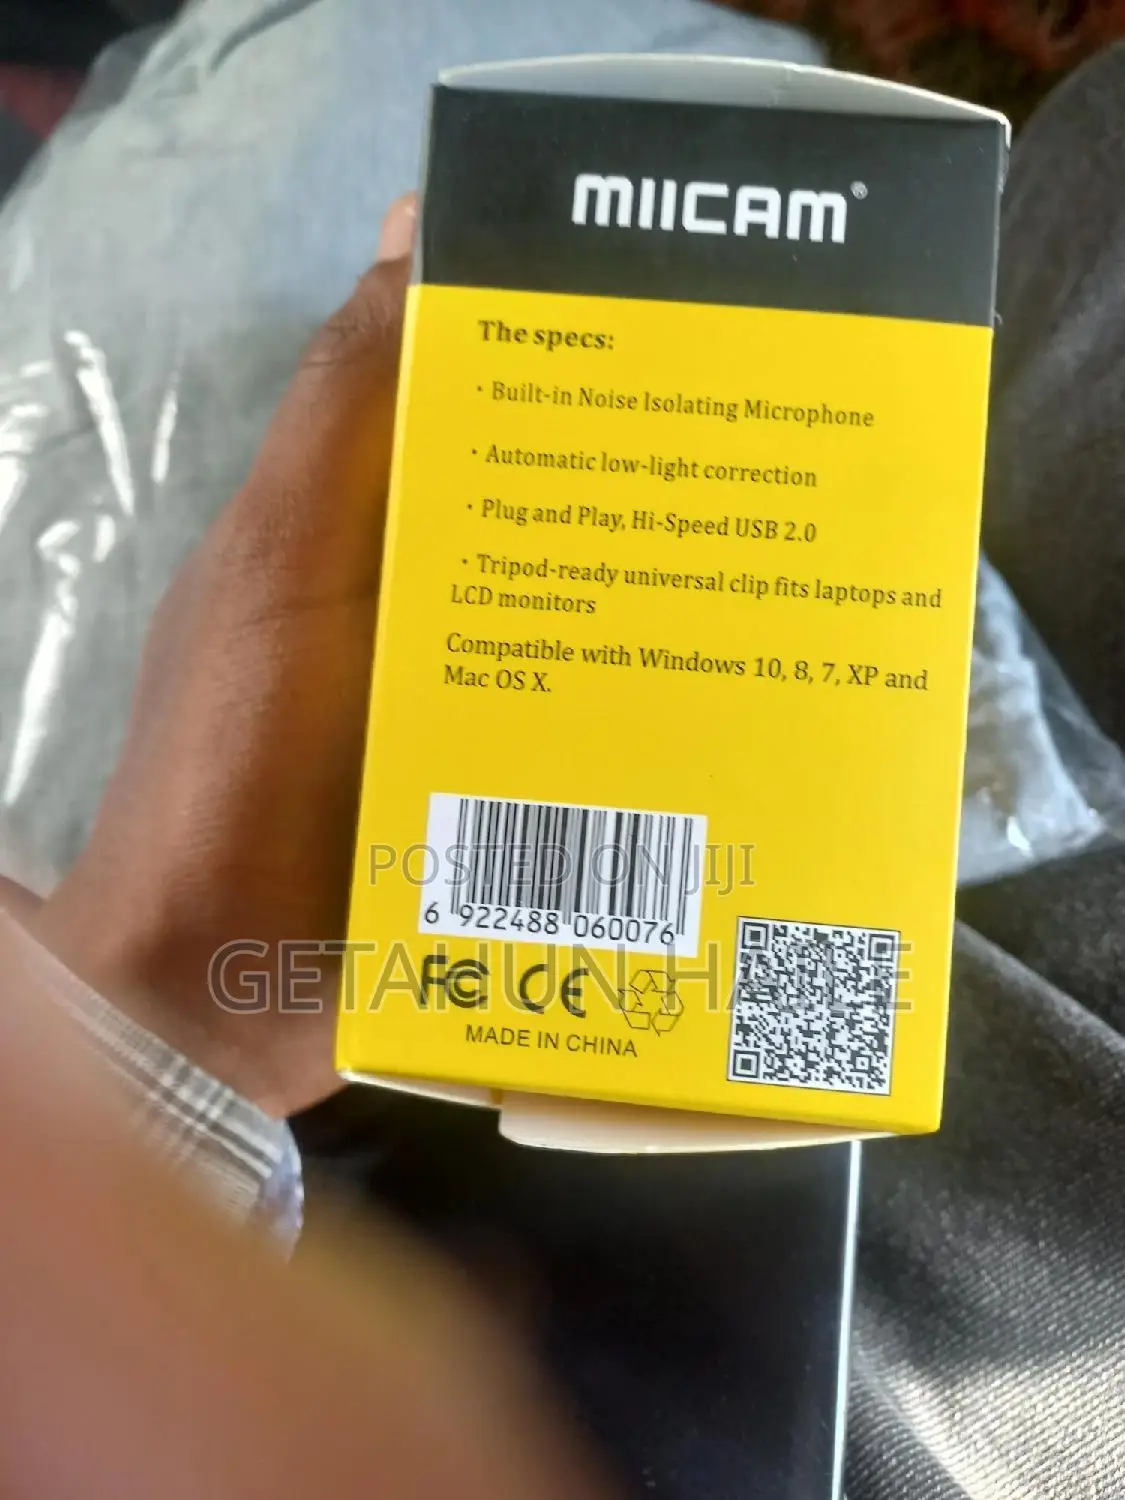 MIICAM®
The specs:
· Built-in Noise Isolating Microphone
· Automatic low-light correction
· Plug and Play, Hi-Speed USB 2.0
· Tripod-ready universal clip fits laptops and
LCD monitors
Compatible with Windows 10, 8, 7, XP and
Mac OS X.
POSTED ON JIJI
6 922488 060076
GETAHUN
FC CE
MADE IN CHINA